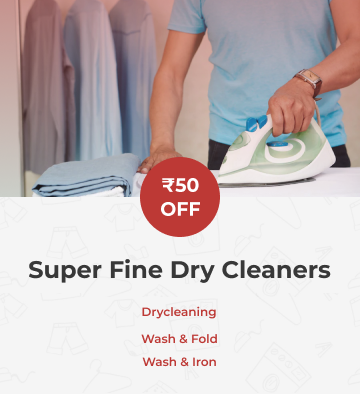 ₹50
OFF
Super Fine Dry Cleaners
Drycleaning
Wash & Fold
Wash & Iron